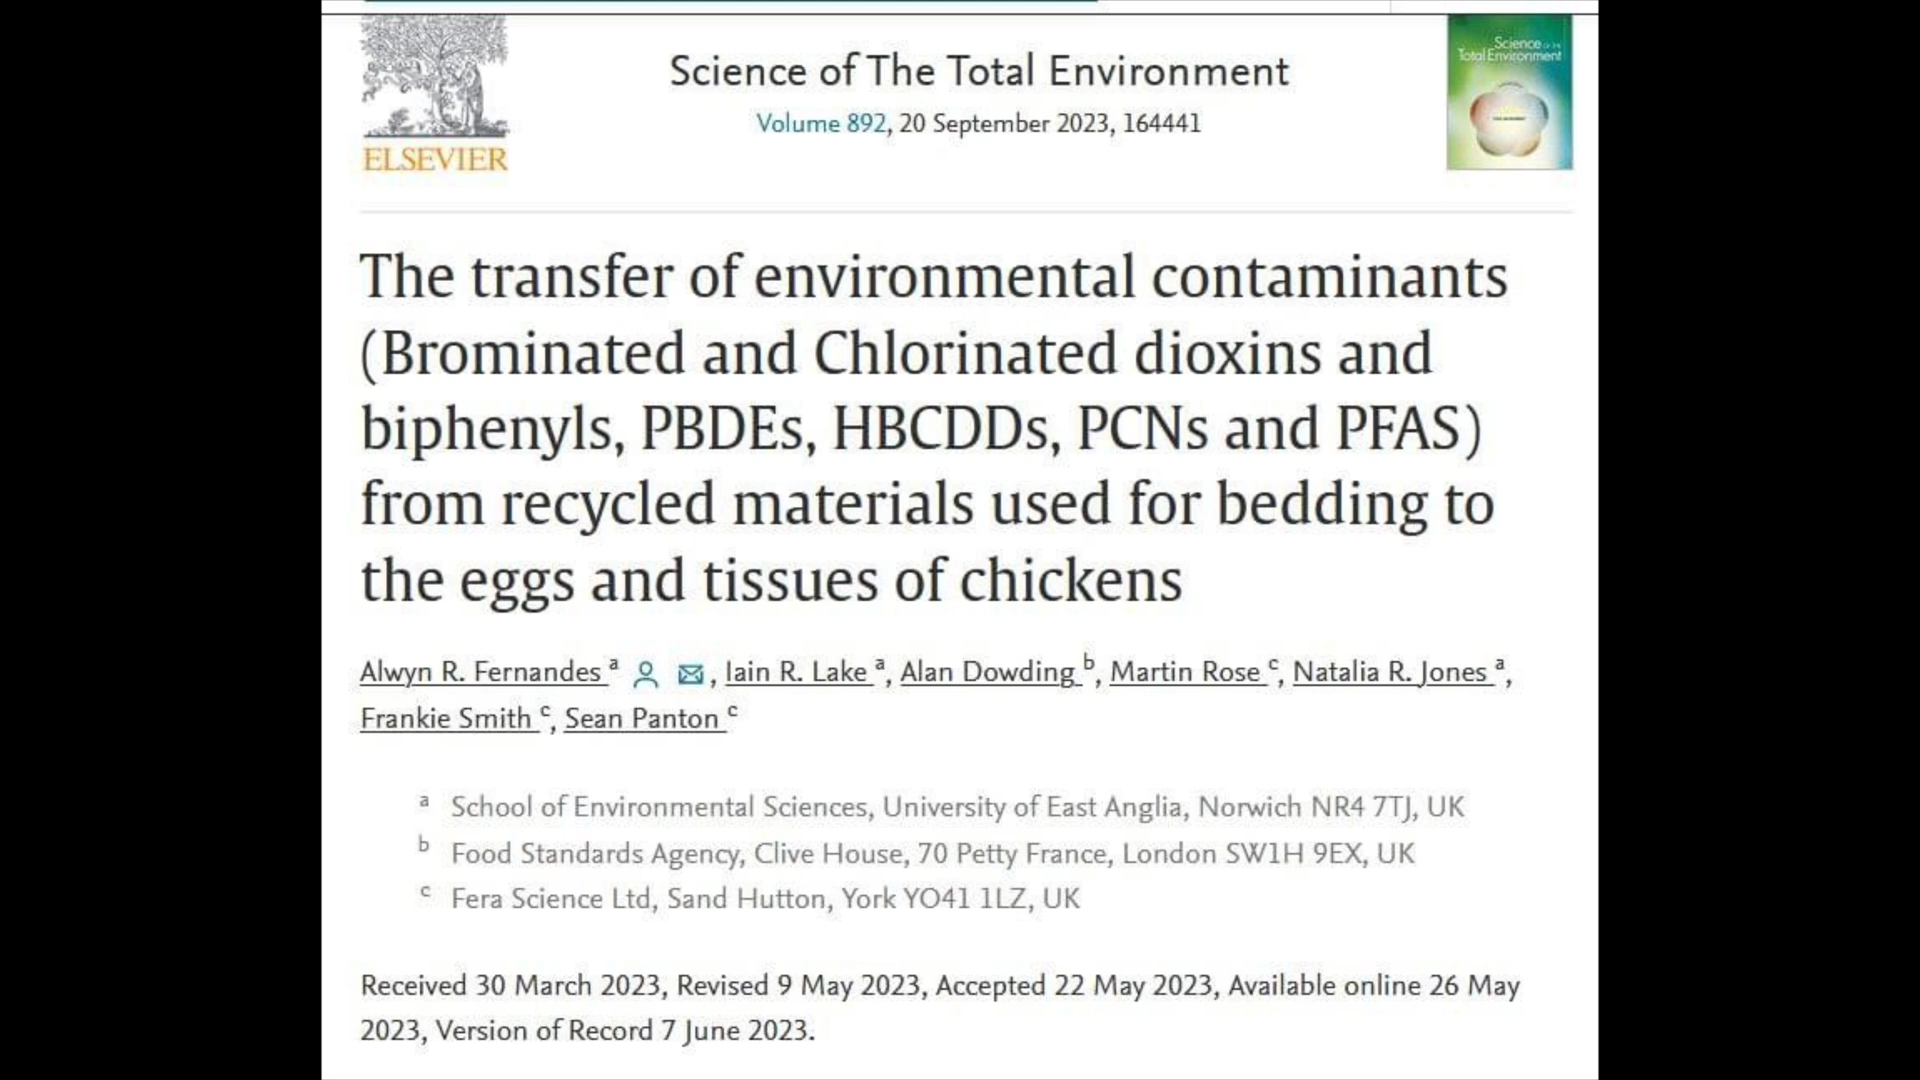 Science of The Total Environment
Science OF THE
Total Environment
Volume 892, 20 September 2023, 164441
ELSEVIER
The transfer of environmental contaminants
(Brominated and Chlorinated dioxins and
biphenyls, PBDEs, HBCDDs, PCNs and PFAS)
from recycled materials used for bedding to
the eggs and tissues of chickens
Alwyn R. Fernandes a , Iain R. Lake a, Alan Dowding b, Martin Rose c, Natalia R. Jones a,
Frankie Smith c, Sean Panton c
a School of Environmental Sciences, University of East Anglia, Norwich NR4 7TJ, UK
b Food Standards Agency, Clive House, 70 Petty France, London SW1H 9EX, UK
c Fera Science Ltd, Sand Hutton, York YO41 1LZ, UK
Received 30 March 2023, Revised 9 May 2023, Accepted 22 May 2023, Available online 26 May
2023, Version of Record 7 June 2023.